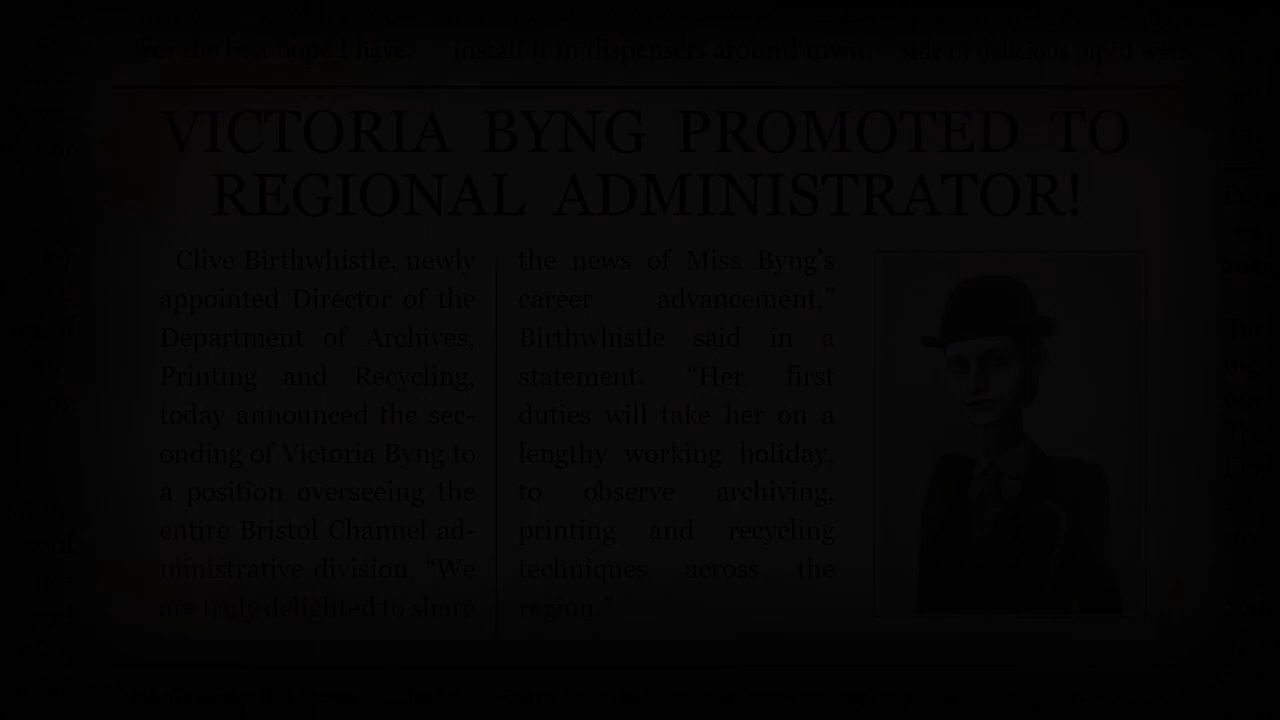 For the best hope I have.
install it in dispensers around town.
sale of delicious piped water.
VICTORIA BYNG PROMOTED TO
REGIONAL ADMINISTRATOR!
Clive Birthwhistle, newly
appointed Director of the
Department of Archives,
Printing and Recycling,
today announced the sec-
onding of Victoria Byng to
a position overseeing the
entire Bristol Channel ad-
ministrative division. “We
are truly delighted to share
the news of Miss Byng’s
career advancement,”
Birthwhistle said in a
statement. “Her first
duties will take her on a
lengthy working holiday,
to observe archiving,
printing and recycling
techniques across the
region.”